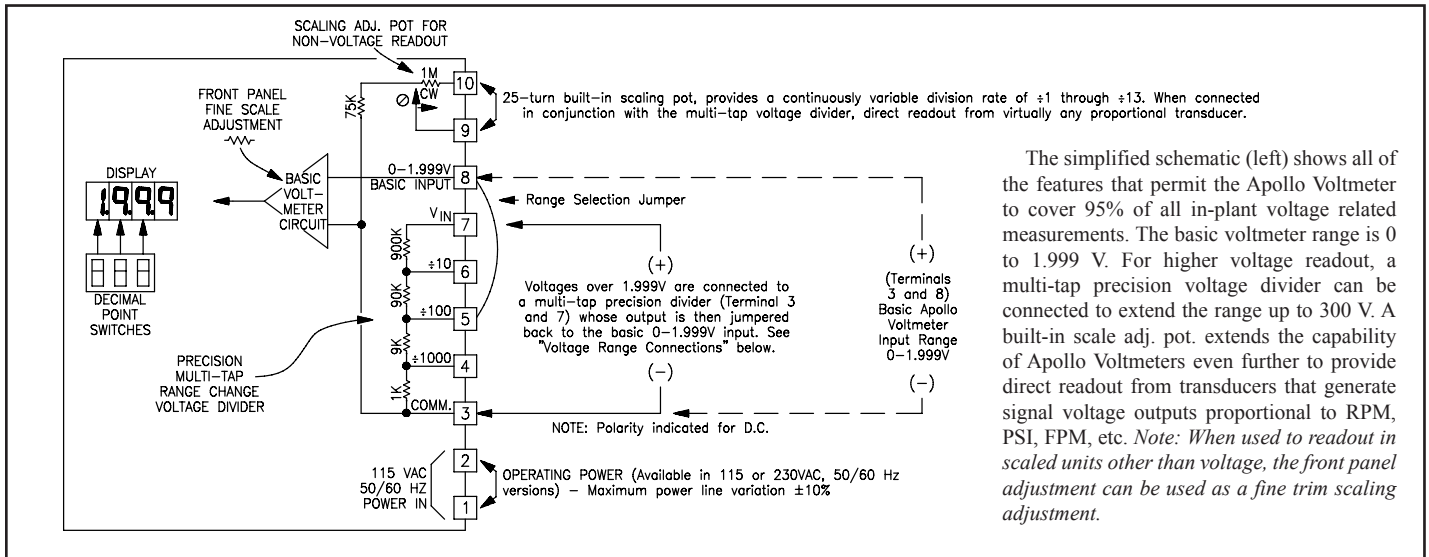 SCALING ADJ. POT FOR
NON-VOLTAGE READOUT
1M
CW
75K
10
9
25-turn built-in scaling pot, provides a continuously variable division rate of ÷1 through ÷13. When connected
in conjunction with the multi-tap voltage divider, direct readout from virtually any proportional transducer.
FRONT PANEL
FINE SCALE
ADJUSTMENT
DISPLAY
1.9.9.9
DECIMAL
POINT
SWITCHES
BASIC
VOLT-
METER
CIRCUIT
0-1.999V
BASIC INPUT
8
Range Selection Jumper
VIN
7
900K
÷10
6
90K
÷100
5
9K
÷1000
4
1K
COMM.
3
PRECISION
MULTI-TAP
RANGE CHANGE
VOLTAGE DIVIDER
(+)
Voltages over 1.999V are connected to
a multi-tap precision divider (Terminal 3
and 7) whose output is then jumpered
back to the basic 0-1.999V input. See
"Voltage Range Connections" below.
(-)
(+)
(Terminals
3 and 8)
Basic Apollo
Voltmeter
Input Range
0-1.999V
(-)
NOTE: Polarity indicated for D.C.
115 VAC
50/60 HZ
POWER IN
2
1
OPERATING POWER (Available in 115 or 230VAC, 50/60 Hz
versions) - Maximum power line variation ±10%
The simplified schematic (left) shows all of
the features that permit the Apollo Voltmeter
to cover 95% of all in-plant voltage related
measurements. The basic voltmeter range is 0
to 1.999 V. For higher voltage readout, a
multi-tap precision voltage divider can be
connected to extend the range up to 300 V. A
built-in scale adj. pot. extends the capability
of Apollo Voltmeters even further to provide
direct readout from transducers that generate
signal voltage outputs proportional to RPM,
PSI, FPM, etc. Note: When used to readout in
scaled units other than voltage, the front panel
adjustment can be used as a fine trim scaling
adjustment.